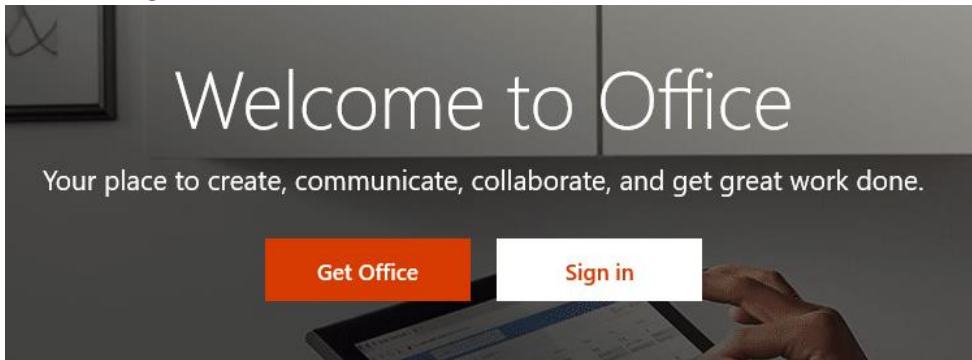 Welcome to Office
Your place to create, communicate, collaborate, and get great work done.
Get Office
Sign in